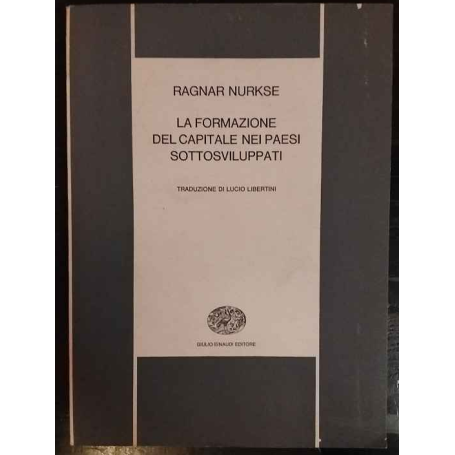 RAGNAR NURKSE
LA FORMAZIONE
DEL CAPITALE NEI PAESI
SOTTOSVILUPPATI
TRADUZIONE DI LUCIO LIBERTINI
GIULIO EINAUDI EDITORE